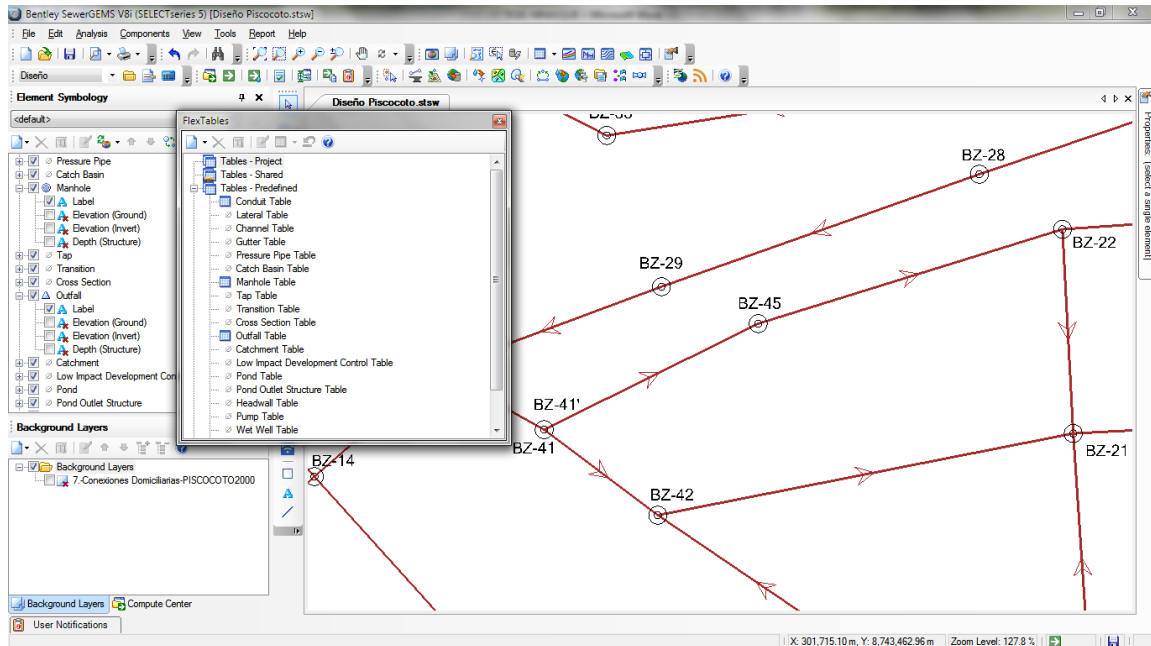 Bentley SewerGEMS V8i (SELECTseries 5) [Diseño Piscocoto.stsw]
File Edit Analysis Components View Tools Report Help
Diseño
Element Symbology
<default>
Pressure Pipe
Catch Basin
Manhole
Label
Elevation (Ground)
Elevation (Invert)
Depth (Structure)
Tap
Transition
Cross Section
Outfall
Label
Elevation (Ground)
Elevation (Invert)
Depth (Structure)
Catchment
Low Impact Development Con
Pond
Pond Outlet Structure
Background Layers
Background Layers
7.-Conexiones Domiciliarias-PISCOCOTO2000
Background Layers
Compute Center
User Notifications
FlexTables
Tables - Project
Tables - Shared
Tables - Predefined
Conduit Table
Lateral Table
Channel Table
Gutter Table
Pressure Pipe Table
Catch Basin Table
Manhole Table
Tap Table
Transition Table
Cross Section Table
Outfall Table
Catchment Table
Low Impact Development Control Table
Pond Table
Pond Outlet Structure Table
Headwall Table
Pump Table
Wet Well Table
Diseño Piscocoto.stsw
BZ-28
BZ-22
BZ-29
BZ-45
BZ-41'
BZ-41
BZ-21
BZ-14
BZ-42
Properties: [select a single element]
X: 301,715.10 m, Y: 8,743,462.96 m
Zoom Level: 127.8 %